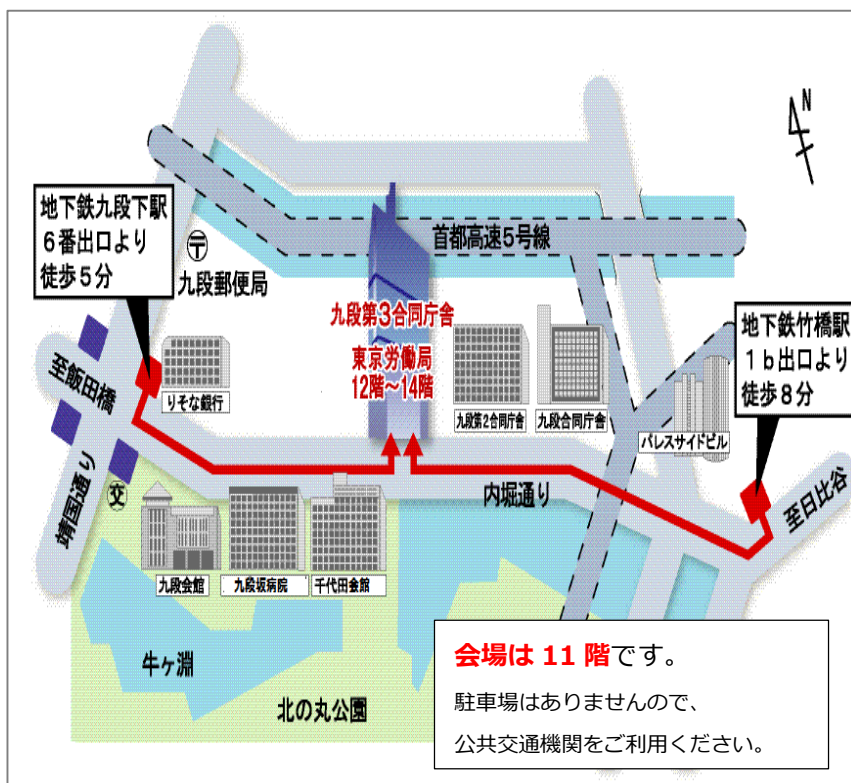 N
地下鉄九段下駅
6番出口より
徒歩5分
〒
九段郵便局
首都高速5号線
九段第3合同庁舎
東京労働局
12階~14階
地下鉄竹橋駅
1b出口より
徒歩8分
至飯田橋
りそな銀行
九段第2合同庁舎
九段合同庁舎
パレスサイドビル
靖国通り
交
内堀通り
至日比谷
九段会館
九段坂病院
千代田会館
牛ヶ淵
北の丸公園
会場は 11 階です。
駐車場はありませんので、
公共交通機関をご利用ください。